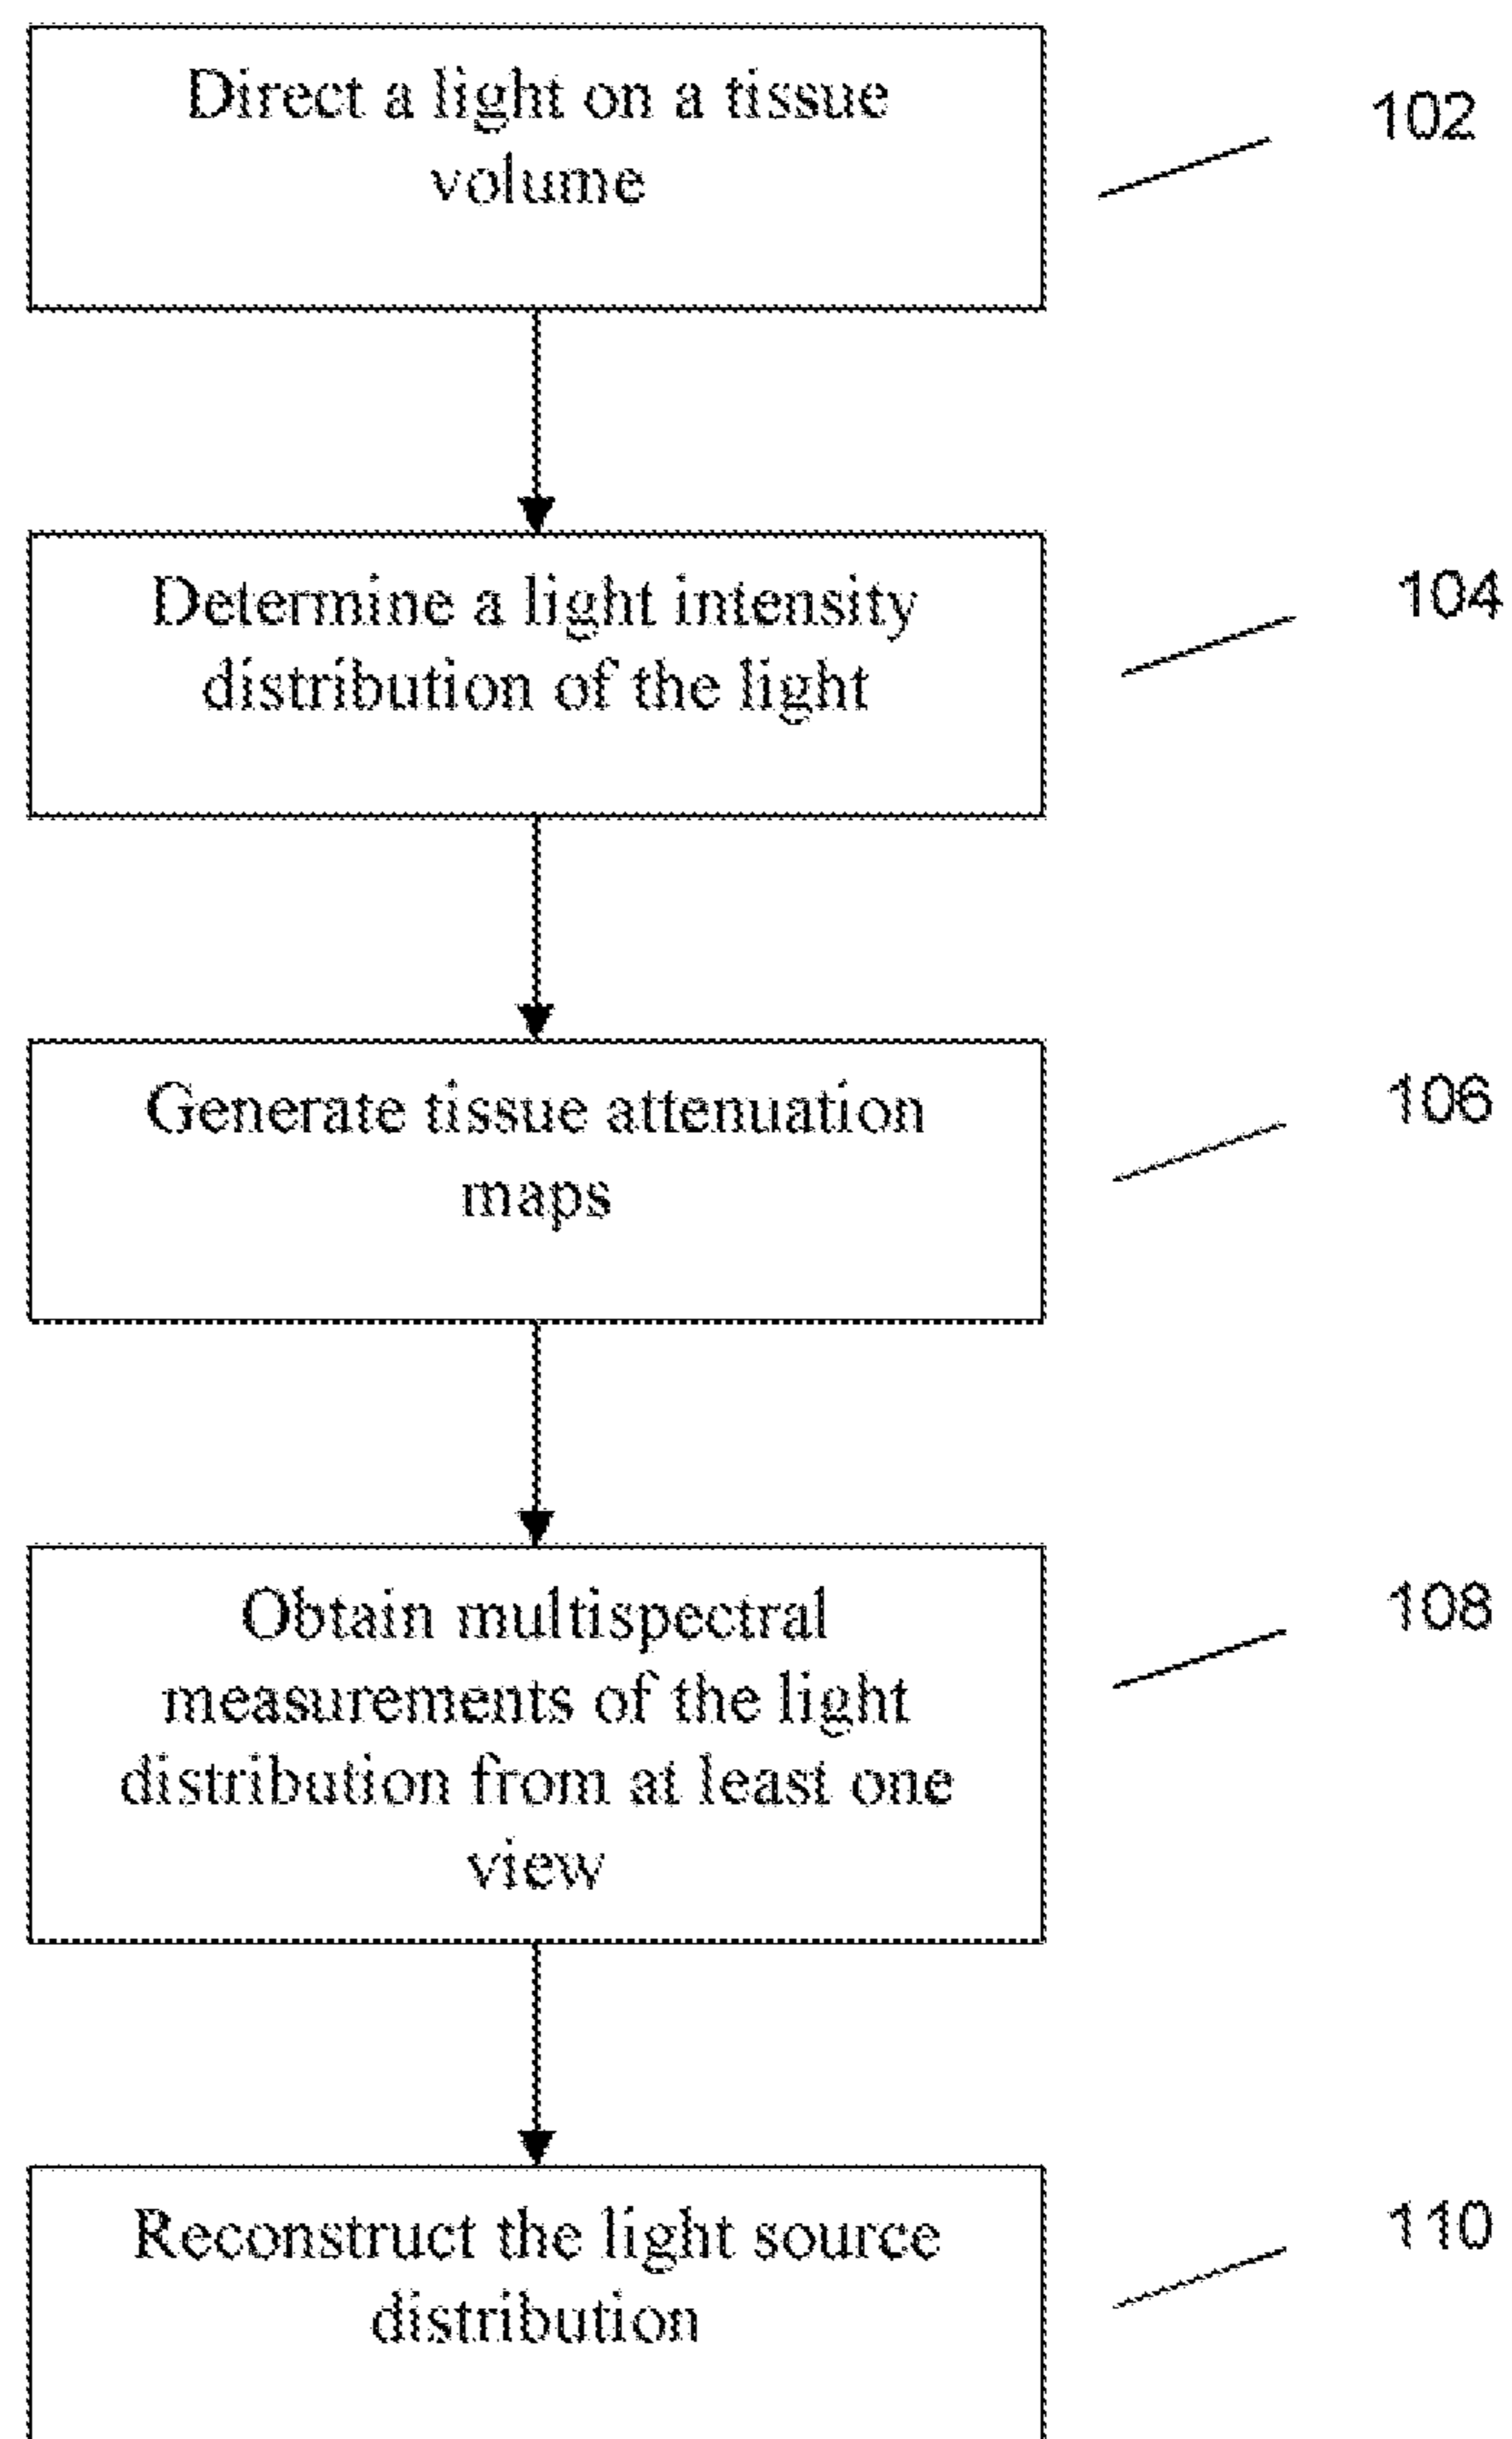 Direct a light on a tissue
volume
102
Determine a light intensity
distribution of the light
104
Generate tissue attenuation
maps
106
Obtain multispectral
measurements of the light
distribution from at least one
view
108
Reconstruct the light source
distribution
110